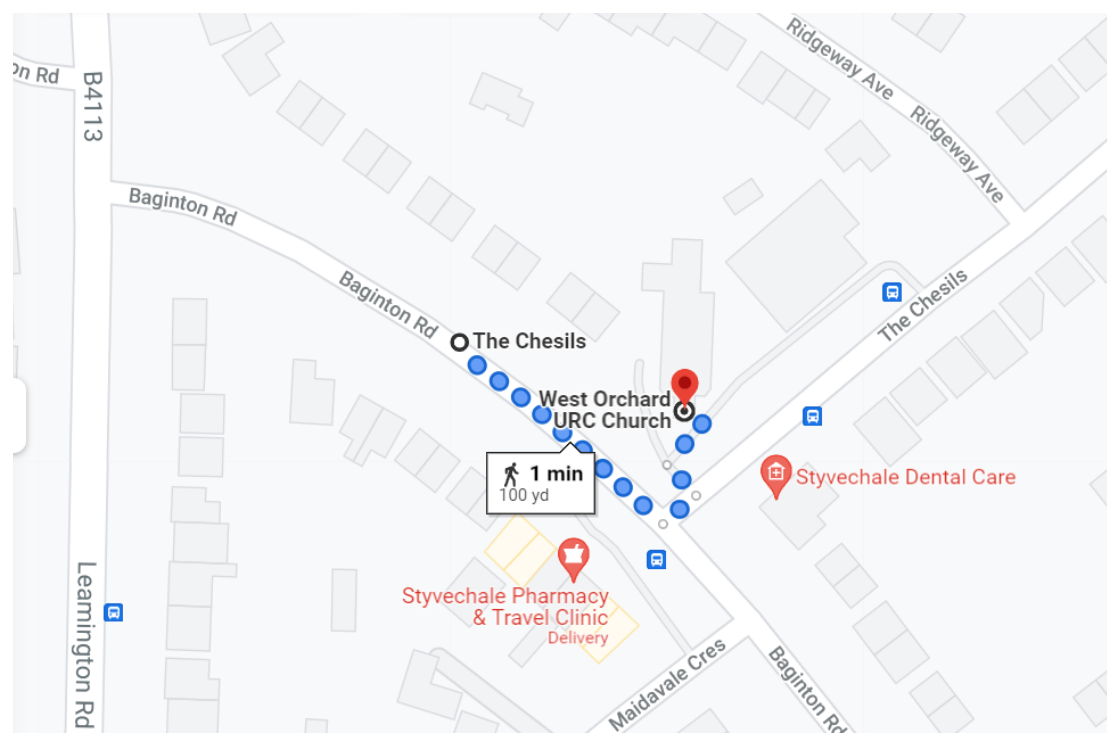 on Rd
B4113
Ridgeway Ave
Ridgeway Ave
Baginton Rd
Baginton Rd
The Chesils
The Chesils
West Orchard
URC Church
1 min
100 yd
Styvechale Dental Care
Styvechale Pharmacy
& Travel Clinic
Delivery
Leamington Rd
Maidavale Cres
Baginton Rd